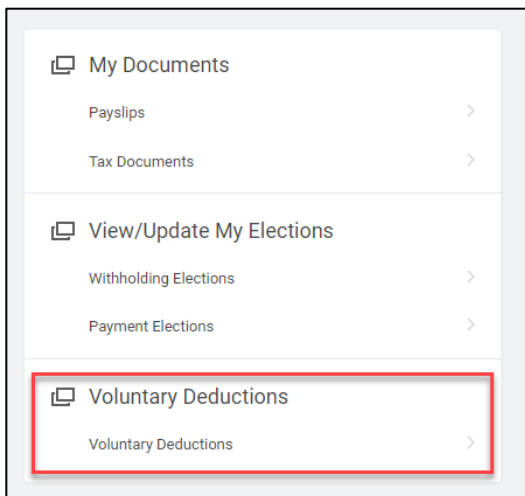 My Documents
Payslips
Tax Documents
View/Update My Elections
Withholding Elections
Payment Elections
Voluntary Deductions
Voluntary Deductions